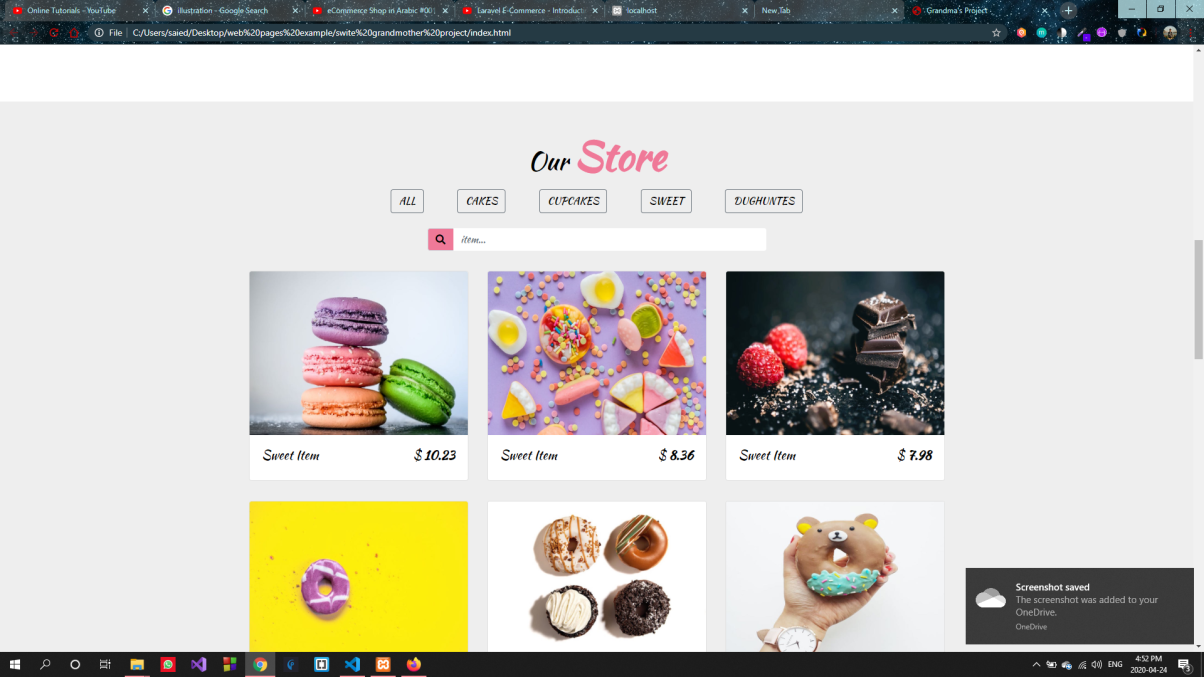 Online Tutorials - YouTube
illustration - Google Search
eCommerce Shop in Arabic #00
Laravel E-Commerce - Introducti
localhost
New Tab
Grandma's Project
File
C:/Users/saied/Desktop/web%20pages%20example/swite%20grandmother%20project/index.html
Our Store
ALL
CAKES
CUPCAKES
SWEET
DUGHUNTES
item...
Sweet Item
$ 10.23
Sweet Item
$ 8.36
Sweet Item
$ 7.98
Screenshot saved
The screenshot was added to your
OneDrive.
OneDrive
ENG
4:52 PM
2020-04-24
3